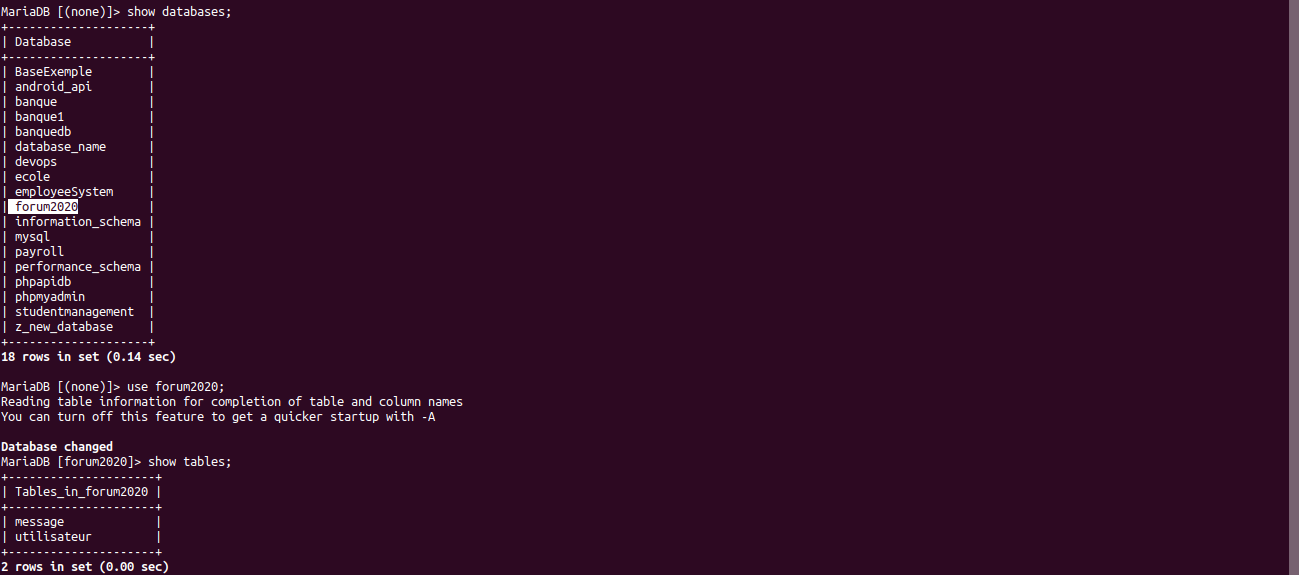 MariaDB [(none)]> show databases;
+--------------------+
| Database           |
+--------------------+
| BaseExemple        |
| android_api        |
| banque             |
| banque1            |
| banquedb           |
| database_name      |
| devops             |
| ecole              |
| employeeSystem     |
| forum2020          |
| information_schema |
| mysql              |
| payroll            |
| performance_schema |
| phpapidb           |
| phpmyadmin         |
| studentmanagement  |
| z_new_database     |
+--------------------+
18 rows in set (0.14 sec)

MariaDB [(none)]> use forum2020;
Reading table information for completion of table and column names
You can turn off this feature to get a quicker startup with -A

Database changed
MariaDB [forum2020]> show tables;
+---------------------+
| Tables_in_forum2020 |
+---------------------+
| message             |
| utilisateur         |
+---------------------+
2 rows in set (0.00 sec)